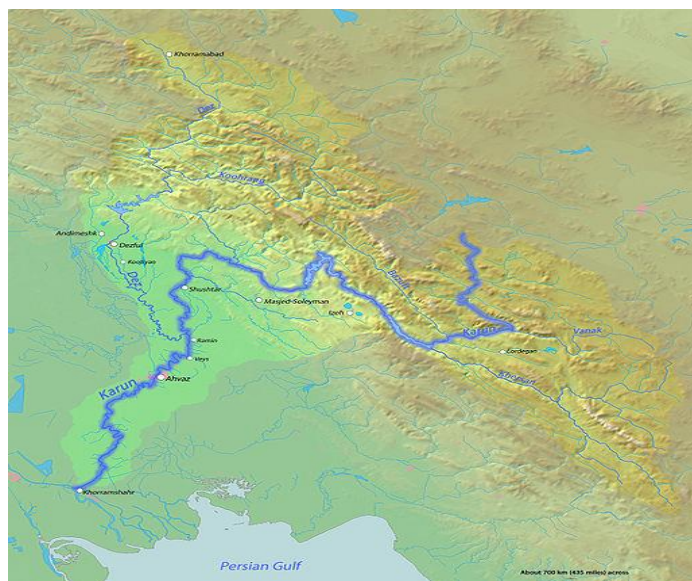 Khorramabad
Dez
Koohrang
Andimeshk
Dezful
Dez
Shushtar
Masjed-Soleyman
Izeh
Bazoft
Karun
Vanak
Ramin
Veys
Lordegan
Khersan
Karun
Ahvaz
Khorramshahr
Persian Gulf
About 700 km (435 miles) across